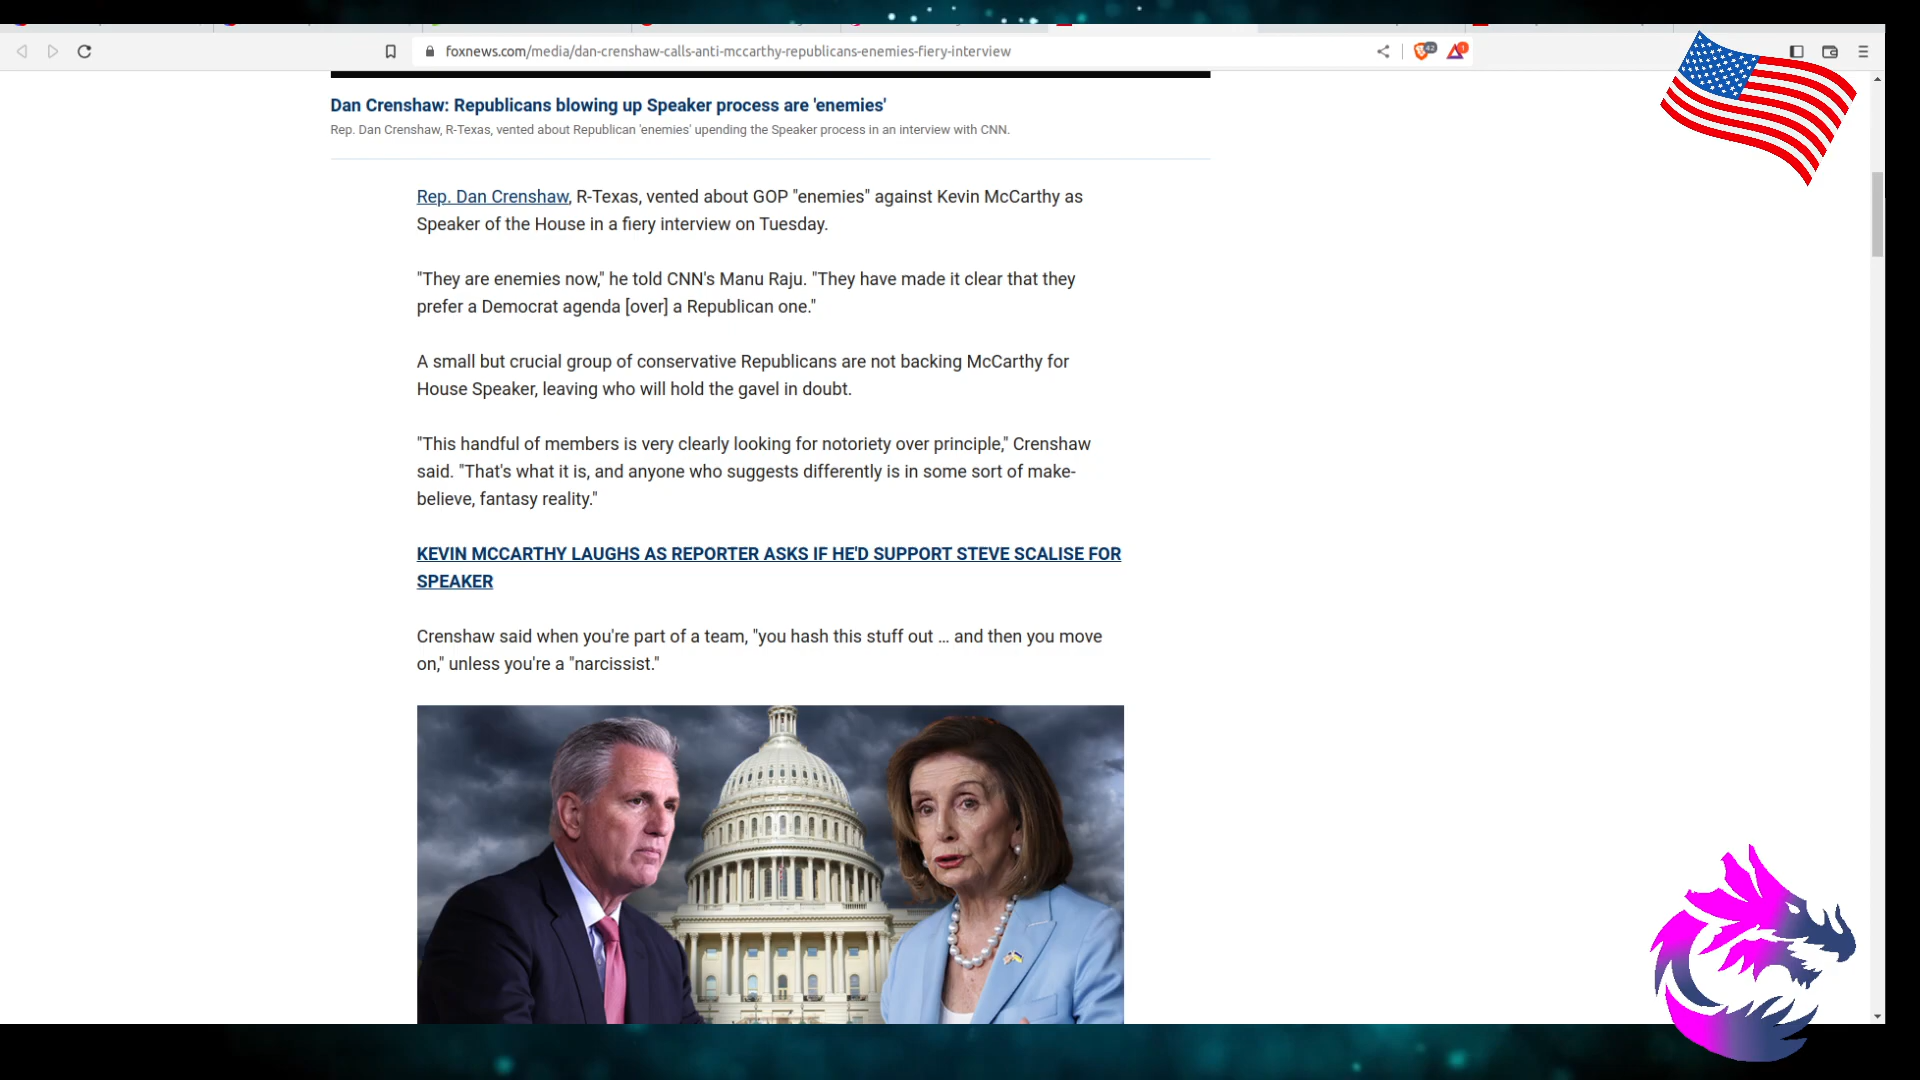 foxnews.com/media/dan-crenshaw-calls-anti-mccarthy-republicans-enemies-fiery-interview
42
1
Dan Crenshaw: Republicans blowing up Speaker process are 'enemies'
Rep. Dan Crenshaw, R-Texas, vented about Republican 'enemies' upending the Speaker process in an interview with CNN.
Rep. Dan Crenshaw, R-Texas, vented about GOP "enemies" against Kevin McCarthy as
Speaker of the House in a fiery interview on Tuesday.
"They are enemies now," he told CNN's Manu Raju. "They have made it clear that they
prefer a Democrat agenda [over] a Republican one."
A small but crucial group of conservative Republicans are not backing McCarthy for
House Speaker, leaving who will hold the gavel in doubt.
"This handful of members is very clearly looking for notoriety over principle," Crenshaw
said. "That's what it is, and anyone who suggests differently is in some sort of make-
believe, fantasy reality."
KEVIN MCCARTHY LAUGHS AS REPORTER ASKS IF HE'D SUPPORT STEVE SCALISE FOR
SPEAKER
Crenshaw said when you're part of a team, "you hash this stuff out … and then you move
on," unless you're a "narcissist."